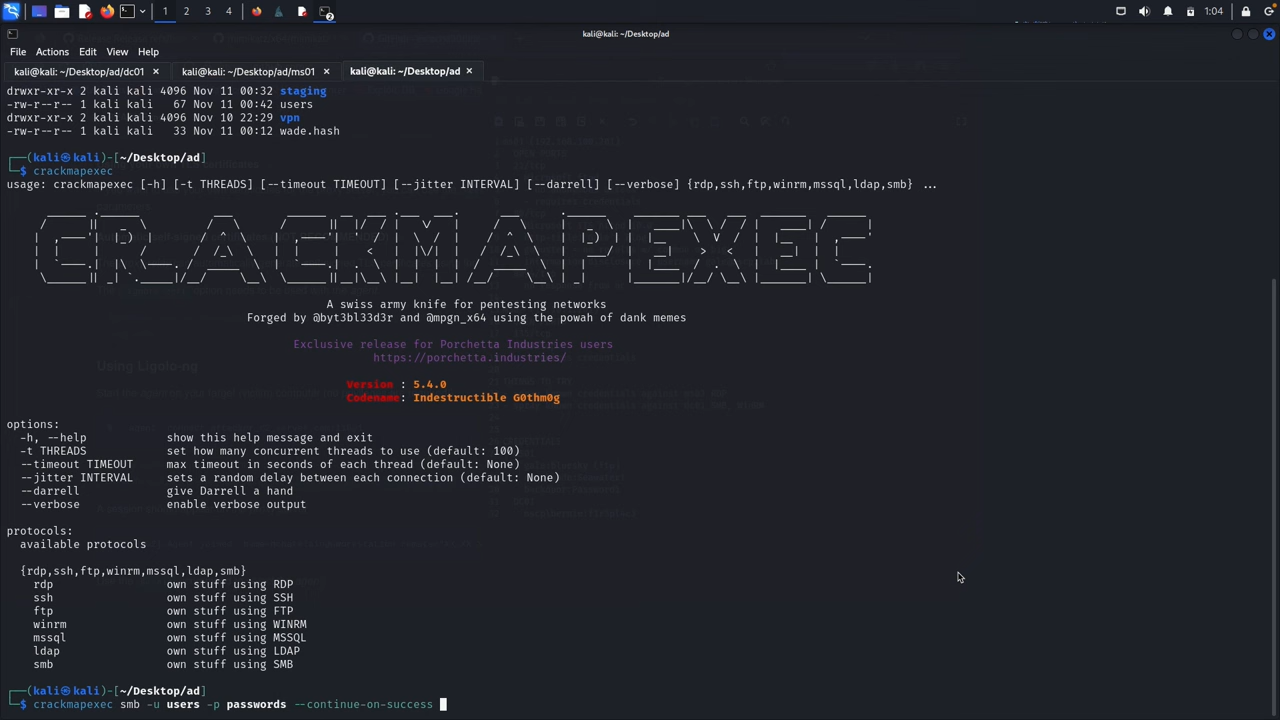 1 2 3 4 2 1:04
kali@kali: ~/Desktop/ad
File Actions Edit View Help
kali@kali: ~/Desktop/ad/dc01 × kali@kali: ~/Desktop/ad/ms01 × kali@kali: ~/Desktop/ad ×
drwxr-xr-x 2 kali kali 4096 Nov 11 00:32 staging
-rw-r--r-- 1 kali kali 67 Nov 11 00:42 users
drwxr-xr-x 2 kali kali 4096 Nov 10 22:29 vpn
-rw-r--r-- 1 kali kali 33 Nov 11 00:12 wade.hash
┌──(kali㉿kali)-[~/Desktop/ad]
└─$ crackmapexec
usage: crackmapexec [-h] [-t THREADS] [--timeout TIMEOUT] [--jitter INTERVAL] [--darrell] [--verbose] {rdp,ssh,ftp,winrm,mssql,ldap,smb} ...
CRACKMAPEXEC
A swiss army knife for pentesting networks
Forged by @byt3bl33d3r and @mpgn_x64 using the powah of dank memes
Exclusive release for Porchetta Industries users
https://porchetta.industries/
Version : 5.4.0
Codename: Indestructible G0thm0g
options:
-h, --help show this help message and exit
-t THREADS set how many concurrent threads to use (default: 100)
--timeout TIMEOUT max timeout in seconds of each thread (default: None)
--jitter INTERVAL sets a random delay between each connection (default: None)
--darrell give Darrell a hand
--verbose enable verbose output
protocols:
available protocols
{rdp,ssh,ftp,winrm,mssql,ldap,smb}
rdp own stuff using RDP
ssh own stuff using SSH
ftp own stuff using FTP
winrm own stuff using WINRM
mssql own stuff using MSSQL
ldap own stuff using LDAP
smb own stuff using SMB
┌──(kali㉿kali)-[~/Desktop/ad]
└─$ crackmapexec smb -u users -p passwords --continue-on-success
Using Ligolo-ng